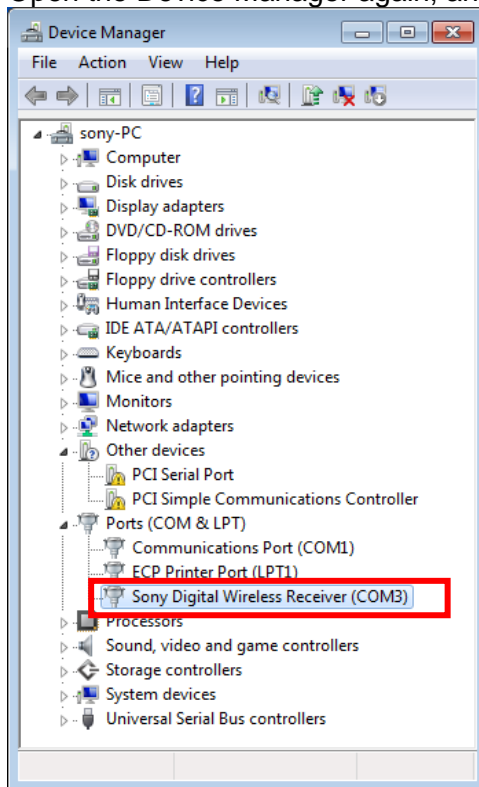 Open the Device Manager again, an
Device Manager
File Action View Help
sony-PC
Computer
Disk drives
Display adapters
DVD/CD-ROM drives
Floppy disk drives
Floppy drive controllers
Human Interface Devices
IDE ATA/ATAPI controllers
Keyboards
Mice and other pointing devices
Monitors
Network adapters
Other devices
PCI Serial Port
PCI Simple Communications Controller
Ports (COM & LPT)
Communications Port (COM1)
ECP Printer Port (LPT1)
Sony Digital Wireless Receiver (COM3)
Processors
Sound, video and game controllers
Storage controllers
System devices
Universal Serial Bus controllers